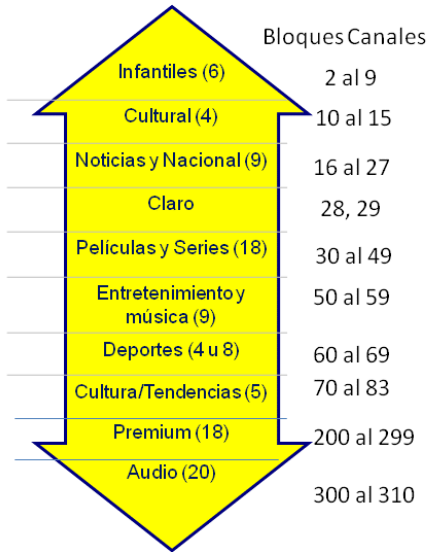 Bloques Canales
Infantiles (6) 2 al 9
Cultural (4) 10 al 15
Noticias y Nacional (9) 16 al 27
Claro 28, 29
Películas y Series (18) 30 al 49
Entretenimiento y
música (9) 50 al 59
Deportes (4 u 8) 60 al 69
Cultura/Tendencias (5) 70 al 83
Premium (18) 200 al 299
Audio (20) 300 al 310